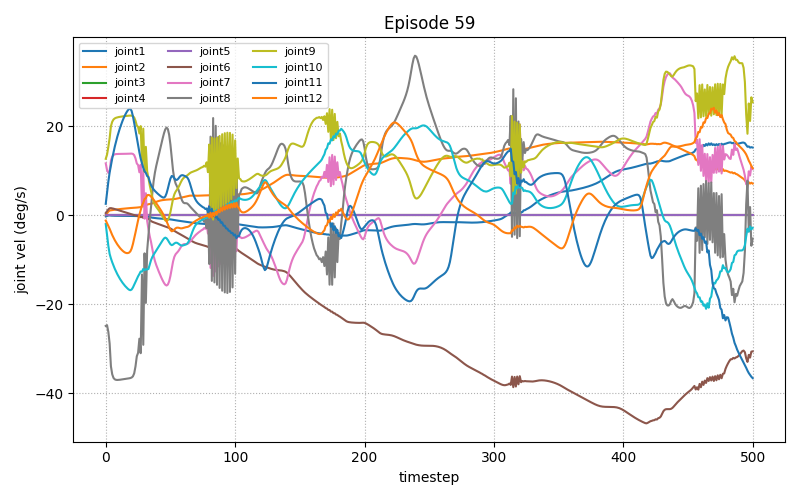 Episode 59
joint1 joint5 joint9
joint2 joint6 joint10
joint3 joint7 joint11
joint4 joint8 joint12
20
0
−20
−40
joint vel (deg/s)
0 100 200 300 400 500
timestep